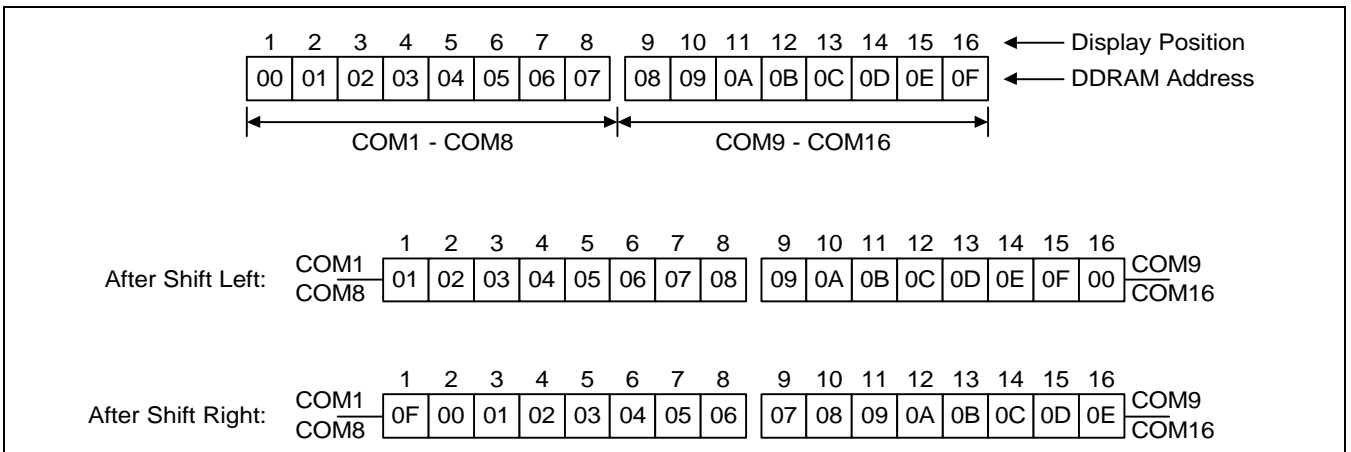 1 2 3 4 5 6 7 8 9 10 11 12 13 14 15 16 Display Position
00 01 02 03 04 05 06 07 08 09 0A 0B 0C 0D 0E 0F DDRAM Address
COM1 - COM8 COM9 - COM16
1 2 3 4 5 6 7 8 9 10 11 12 13 14 15 16
After Shift Left: COM1 COM8 01 02 03 04 05 06 07 08 09 0A 0B 0C 0D 0E 0F 00 COM9 COM16
1 2 3 4 5 6 7 8 9 10 11 12 13 14 15 16
After Shift Right: COM1 COM8 0F 00 01 02 03 04 05 06 07 08 09 0A 0B 0C 0D 0E COM9 COM16